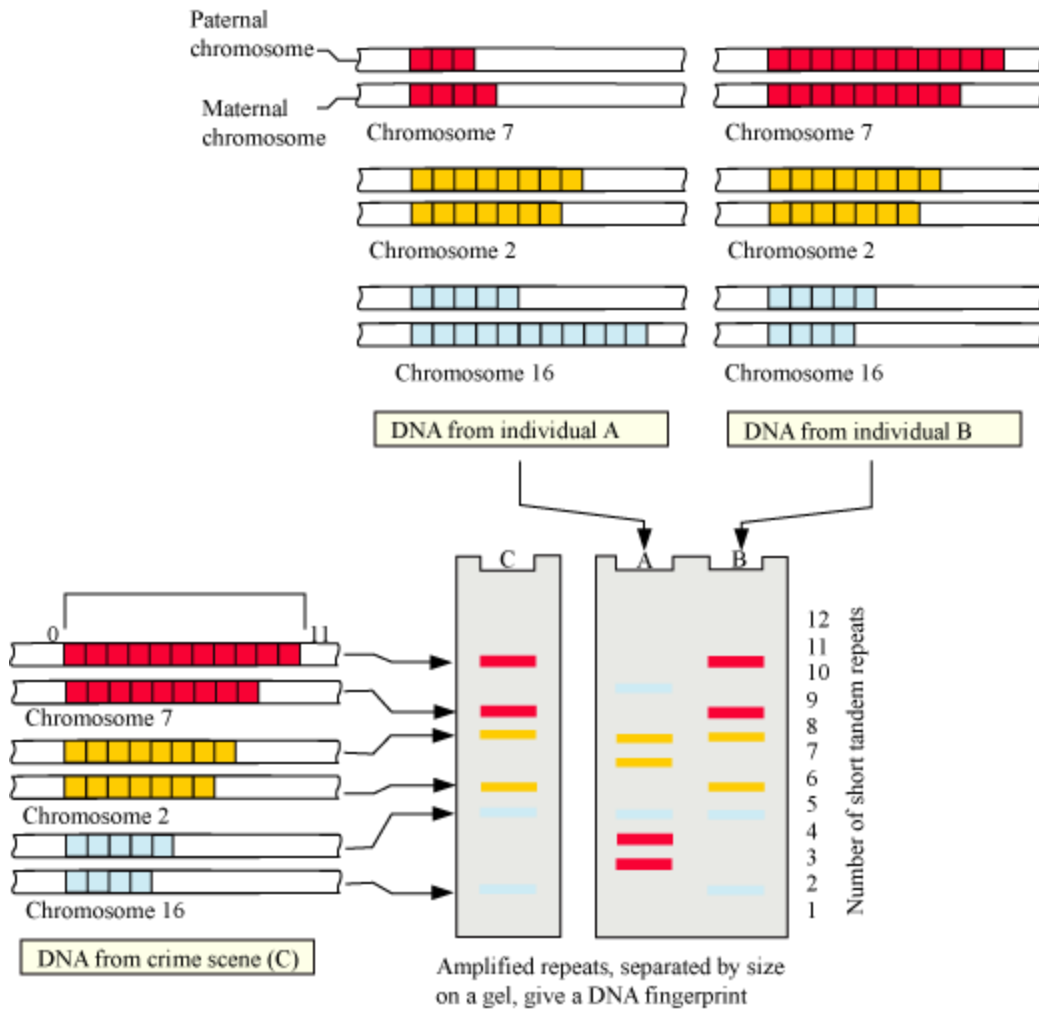 Paternal
chromosome
Maternal
chromosome
Chromosome 7
Chromosome 7
Chromosome 2
Chromosome 2
Chromosome 16
Chromosome 16
DNA from individual A
DNA from individual B
C
A
B
0
11
Chromosome 7
Chromosome 2
Chromosome 16
DNA from crime scene (C)
12
11
10
9
8
7
6
5
4
3
2
1
Number of short tandem repeats
Amplified repeats, separated by size
on a gel, give a DNA fingerprint